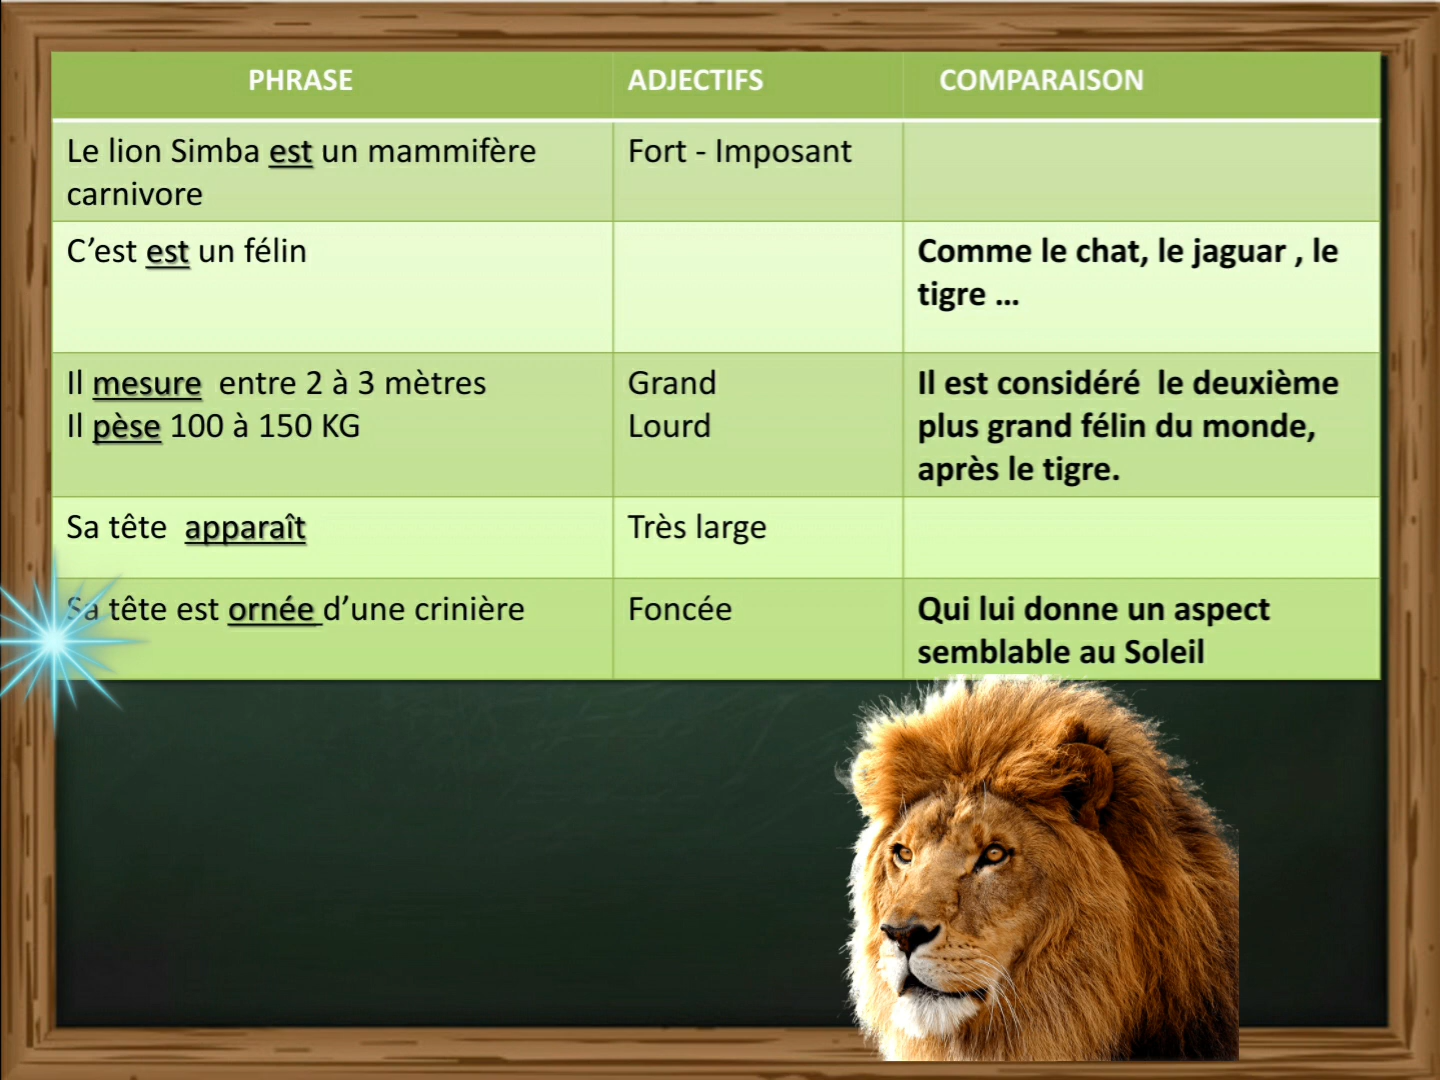 PHRASE ADJECTIFS COMPARAISON
Le lion Simba est un mammifère Fort - Imposant
carnivore
C’est est un félin Comme le chat, le jaguar , le
tigre ...
Il mesure entre 2 à 3 mètres Grand Il est considéré le deuxième
Il pèse 100 à 150 KG Lourd plus grand félin du monde,
après le tigre.
Sa tête apparaît Très large
Sa tête est ornée d’une crinière Foncée Qui lui donne un aspect
semblable au Soleil